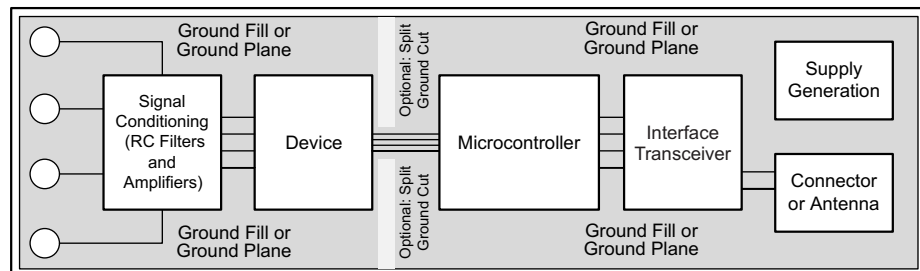 Ground Fill or
Ground Plane
Optional: Split
Ground Cut
Ground Fill or
Ground Plane
Supply
Generation
Signal
Conditioning
(RC Filters
and
Amplifiers)
Device
Microcontroller
Interface
Transceiver
Connector
or Antenna
Ground Fill or
Ground Plane
Optional: Split
Ground Cut
Ground Fill or
Ground Plane